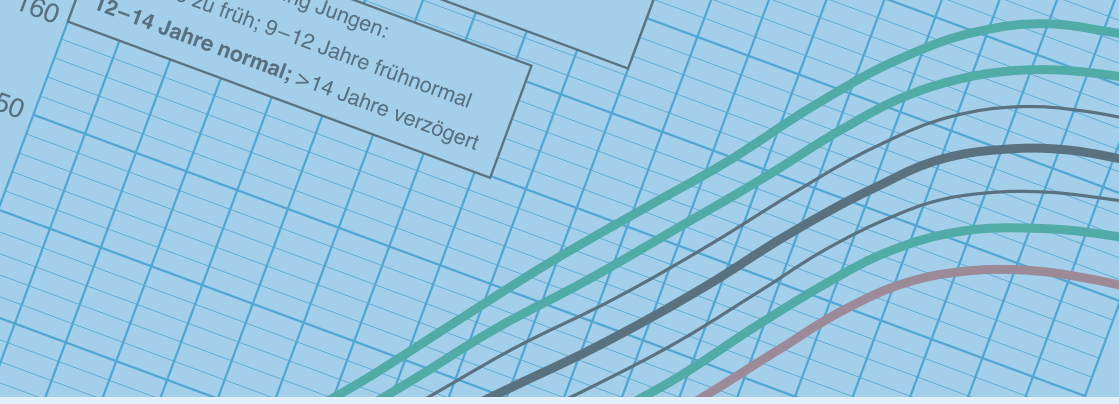 ng Jungen:
zu früh; 9–12 Jahre frühnormal
12–14 Jahre normal; >14 Jahre verzögert
160
50